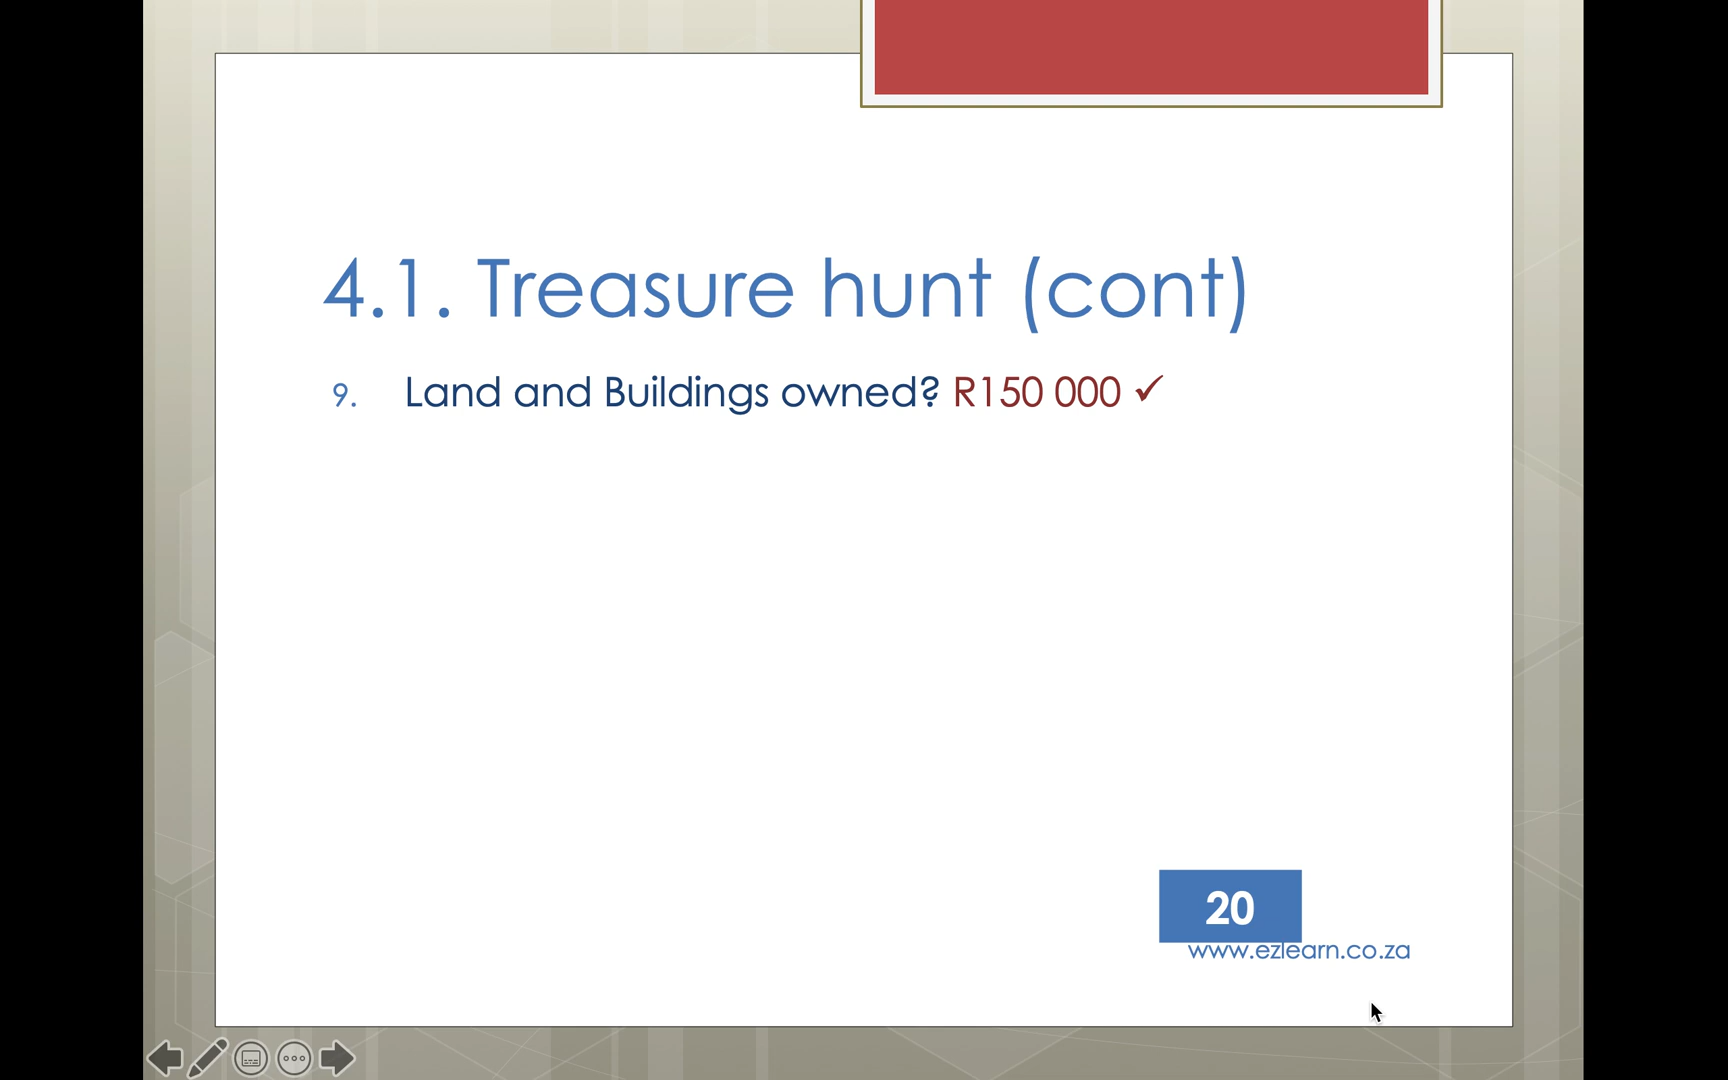 4.1. Treasure hunt (cont)
9. Land and Buildings owned? R150 000 ✓
20
www.ezlearn.co.za